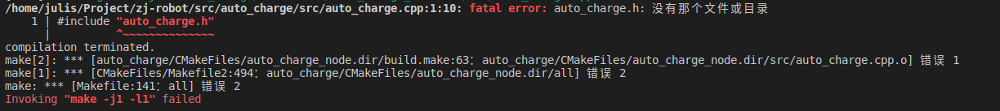 /home/julis/Project/zj-robot/src/auto_charge/src/auto_charge.cpp:1:10: fatal error: auto_charge.h: 没有那个文件或目录
    1 | #include "auto_charge.h"
      |          ^~~~~~~~~~~~~~~
compilation terminated.
make[2]: *** [auto_charge/CMakeFiles/auto_charge_node.dir/build.make:63：auto_charge/CMakeFiles/auto_charge_node.dir/src/auto_charge.cpp.o] 错误 1
make[1]: *** [CMakeFiles/Makefile2:494：auto_charge/CMakeFiles/auto_charge_node.dir/all] 错误 2
make: *** [Makefile:141：all] 错误 2
Invoking "make -j1 -l1" failed